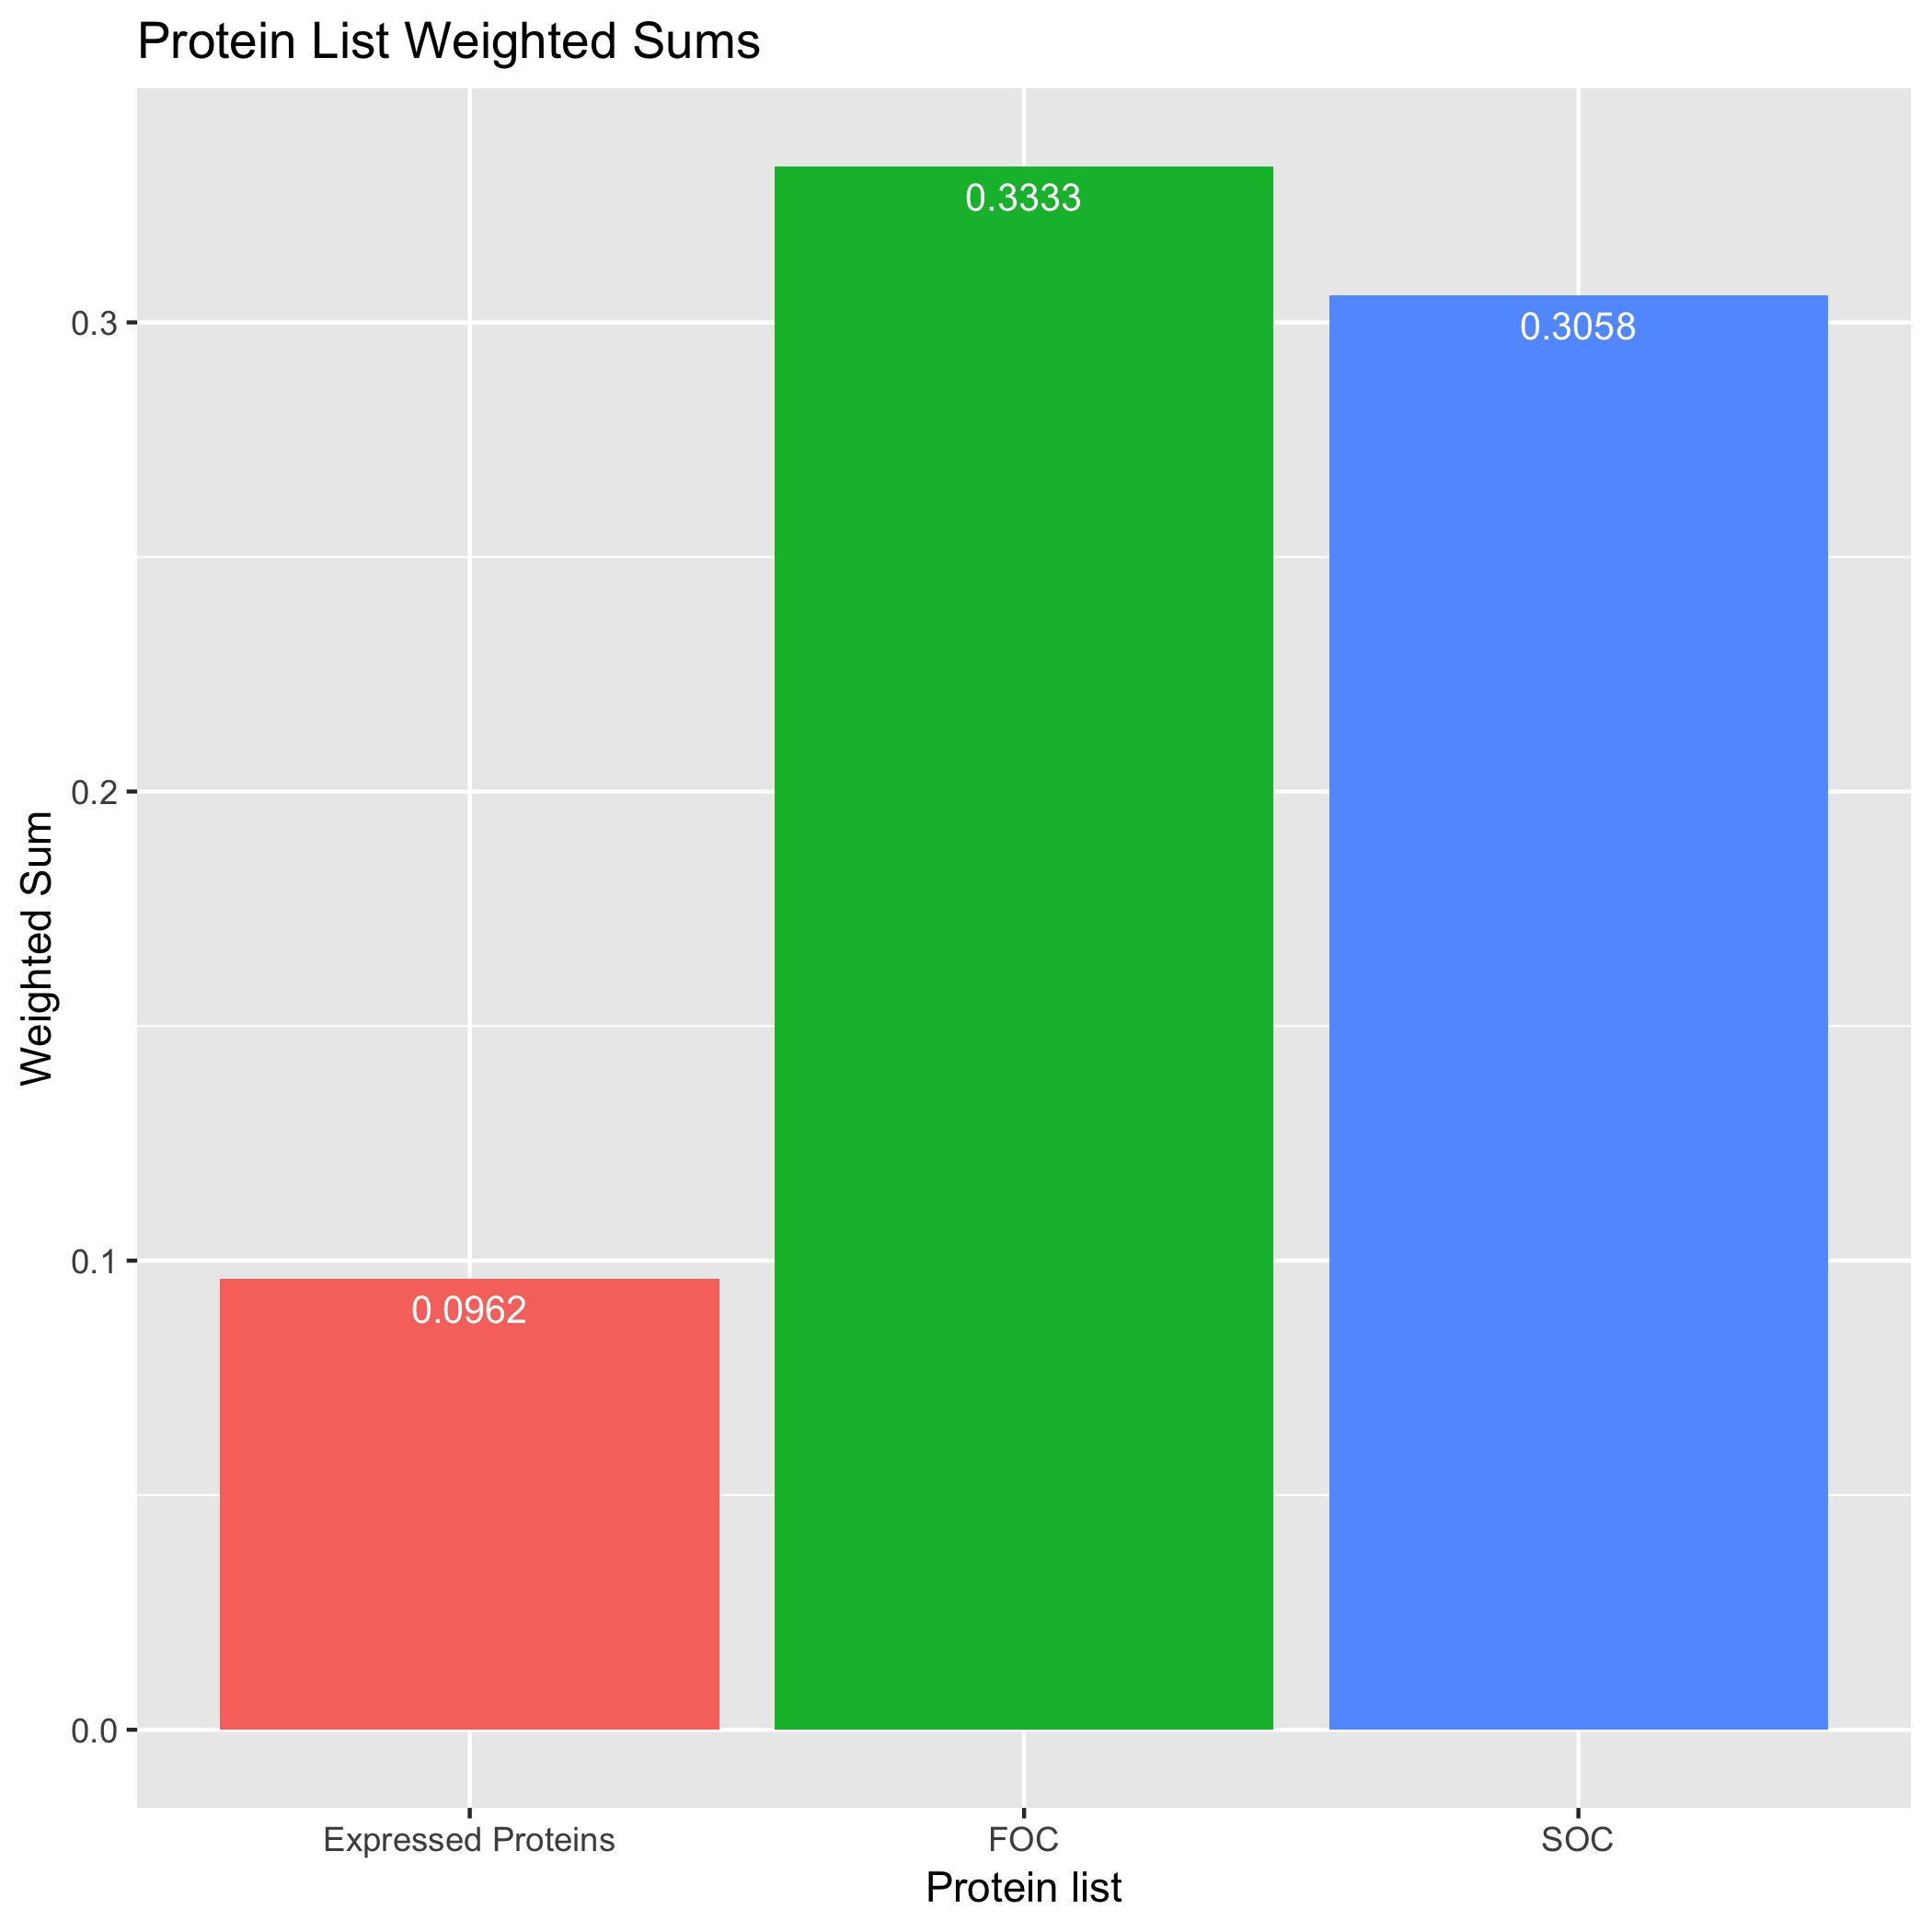 Protein List Weighted Sums
Weighted Sum
0.3
0.2
0.1
0.0
0.0962
0.3333
0.3058
Expressed Proteins
FOC
SOC
Protein list